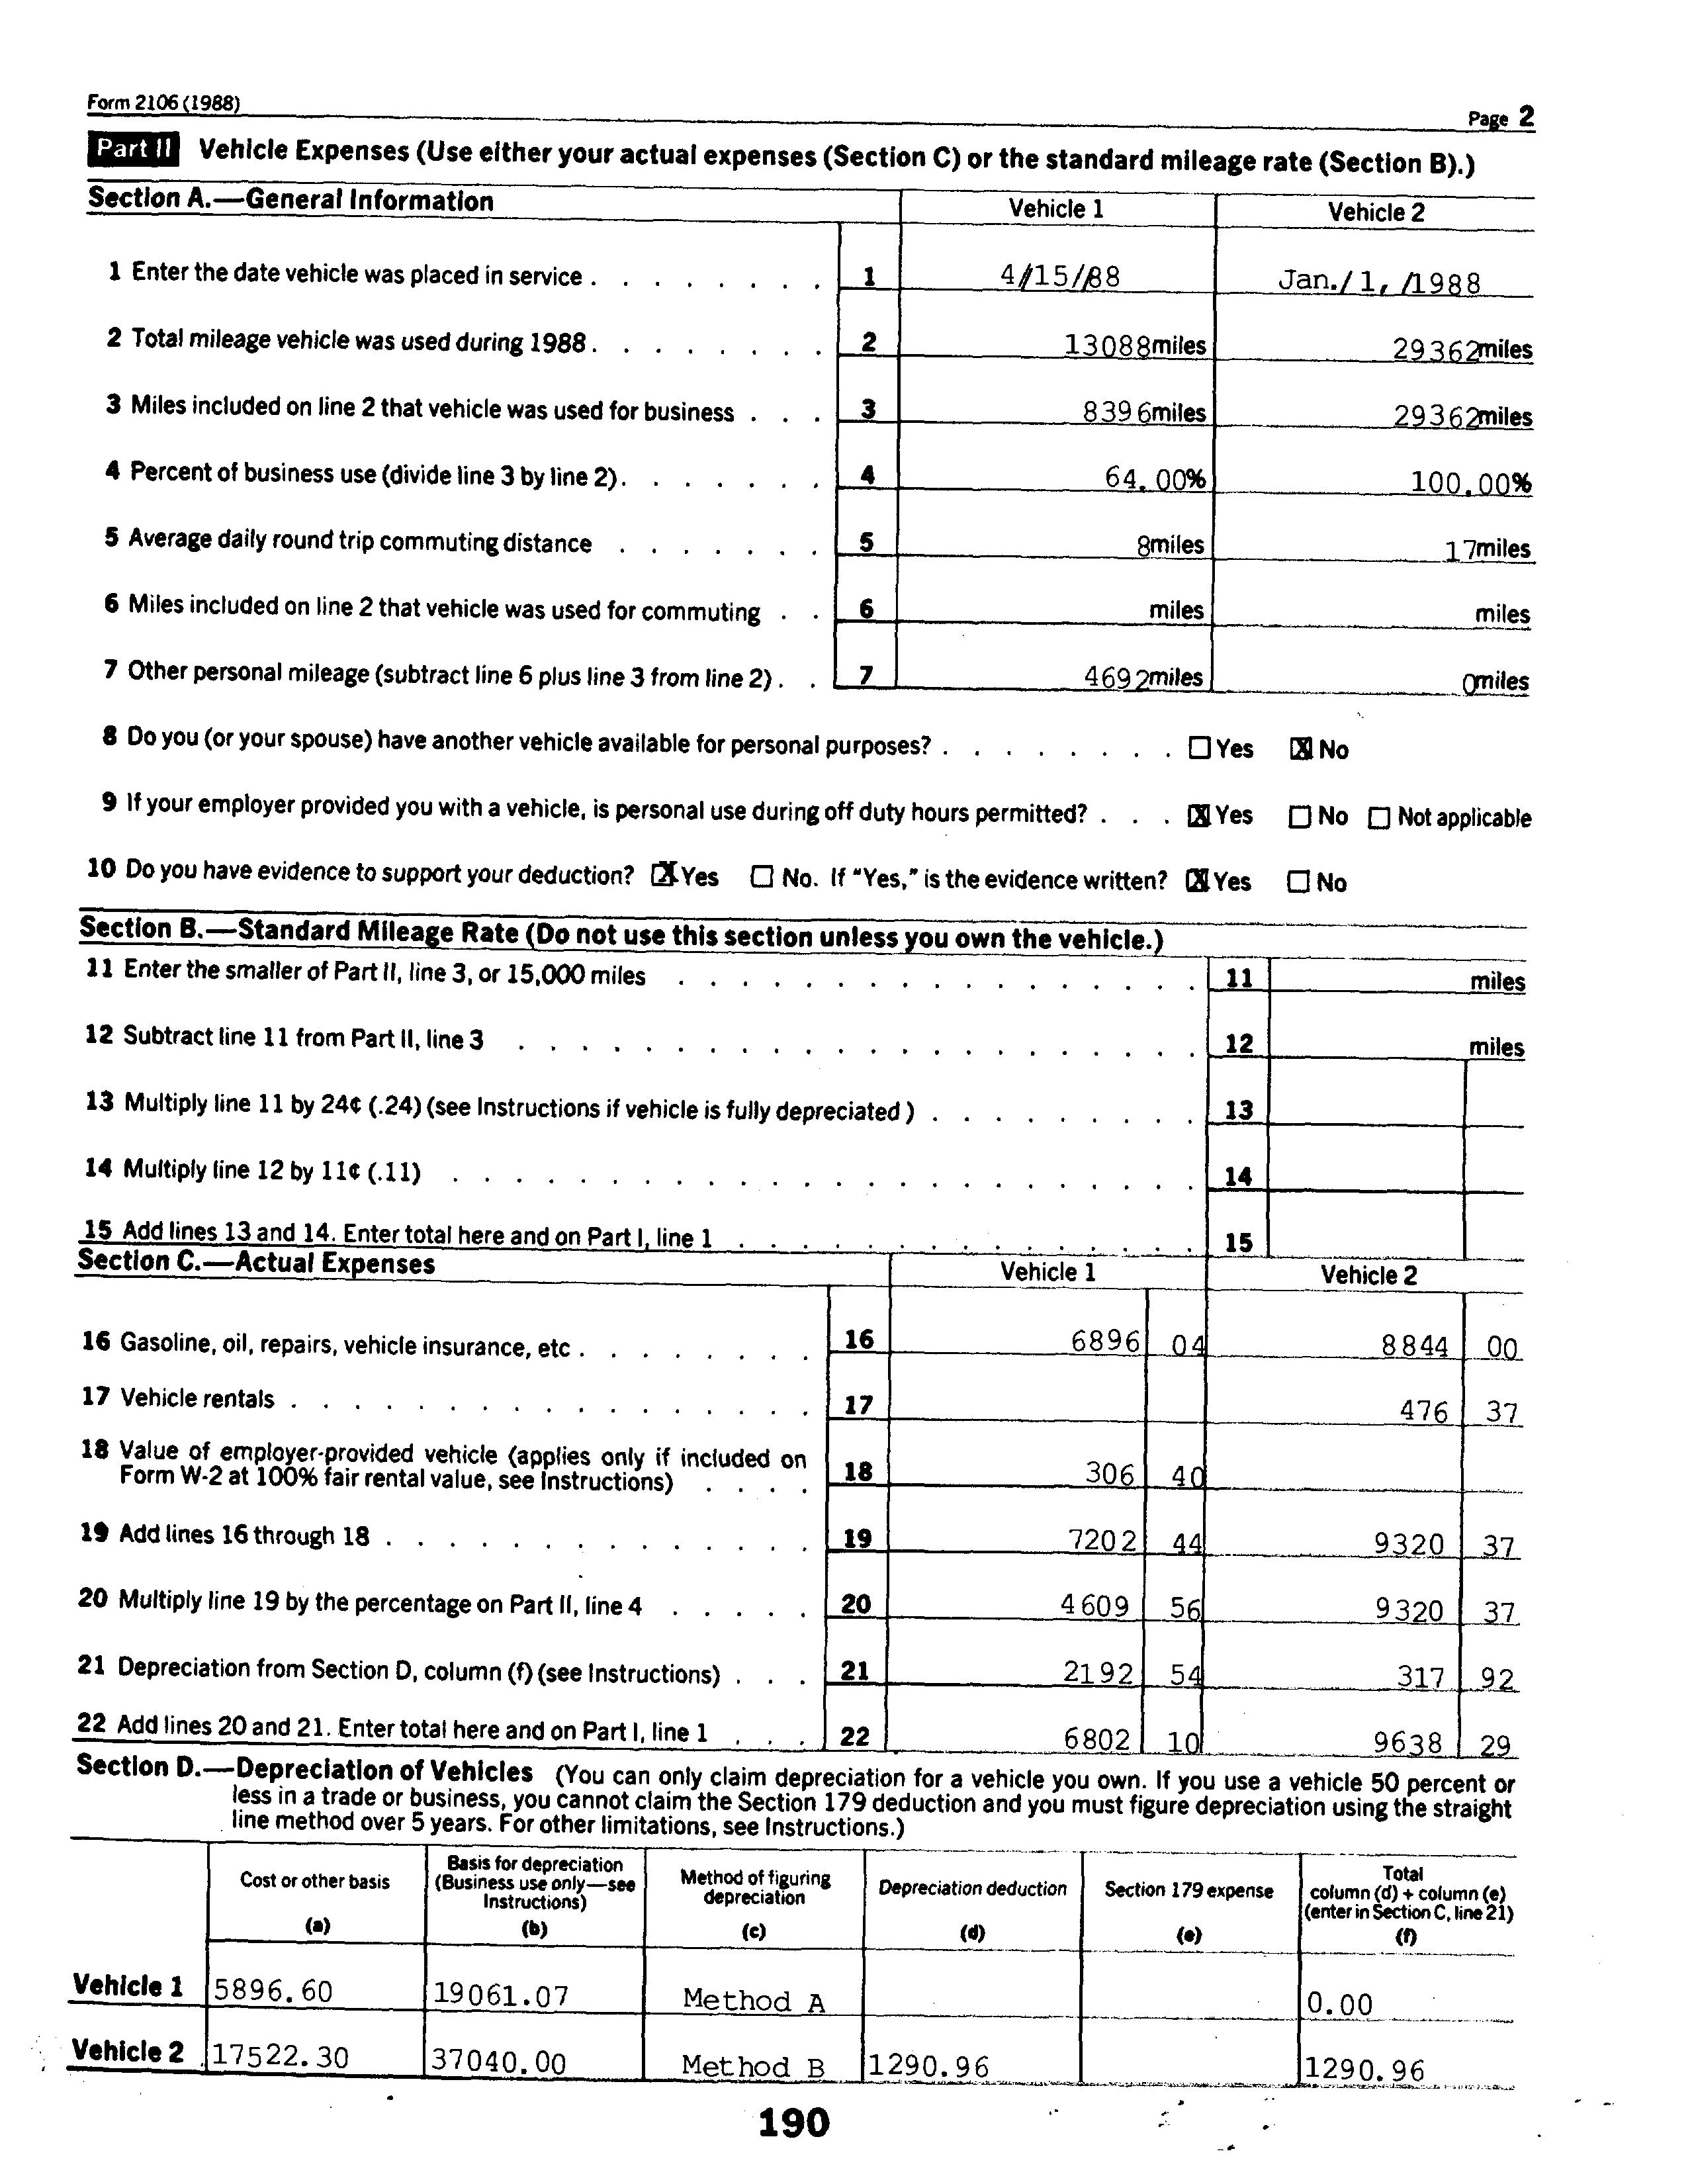 Form 2106 (1988)
Page 2
Part II Vehicle Expenses (Use either your actual expenses (Section C) or the standard mileage rate (Section B).)
Section A.—General Information Vehicle 1 Vehicle 2
1 Enter the date vehicle was placed in service . . . . . . . . 1 4/15/88 Jan./1, /1988
2 Total mileage vehicle was used during 1988 . . . . . . . . 2 13088 miles 29362 miles
3 Miles included on line 2 that vehicle was used for business . . . 3 8396 miles 29362 miles
4 Percent of business use (divide line 3 by line 2) . . . . . . . 4 64.00% 100.00%
5 Average daily round trip commuting distance . . . . . . . 5 8 miles 17 miles
6 Miles included on line 2 that vehicle was used for commuting . . 6 miles miles
7 Other personal mileage (subtract line 6 plus line 3 from line 2) . . 7 4692 miles 0 miles
8 Do you (or your spouse) have another vehicle available for personal purposes? . . . . . . . . ☐ Yes ☒ No
9 If your employer provided you with a vehicle, is personal use during off duty hours permitted? . . . ☒ Yes ☐ No ☐ Not applicable
10 Do you have evidence to support your deduction? ☒ Yes ☐ No. If "Yes," is the evidence written? ☒ Yes ☐ No
Section B.—Standard Mileage Rate (Do not use this section unless you own the vehicle.)
11 Enter the smaller of Part II, line 3, or 15,000 miles . . . . . . . . . . . . . . . . . 11 miles
12 Subtract line 11 from Part II, line 3 . . . . . . . . . . . . . . . . . . . . . . 12 miles
13 Multiply line 11 by 24¢ (.24) (see Instructions if vehicle is fully depreciated ) . . . . . . . . . 13
14 Multiply line 12 by 11¢ (.11) . . . . . . . . . . . . . . . . . . . . . . . . 14
15 Add lines 13 and 14. Enter total here and on Part I, line 1 . . . . . . . . . . . . . . . 15
Section C.—Actual Expenses Vehicle 1 Vehicle 2
16 Gasoline, oil, repairs, vehicle insurance, etc . . . . . . . . 16 6896 04 8844 00
17 Vehicle rentals . . . . . . . . . . . . . . . . . 17 476 37
18 Value of employer-provided vehicle (applies only if included on
Form W-2 at 100% fair rental value, see Instructions) . . . . 18 306 40
19 Add lines 16 through 18 . . . . . . . . . . . . . . 19 7202 44 9320 37
20 Multiply line 19 by the percentage on Part II, line 4 . . . . . 20 4609 56 9320 37
21 Depreciation from Section D, column (f) (see Instructions) . . . 21 2192 54 317 92
22 Add lines 20 and 21. Enter total here and on Part I, line 1 . . . 22 6802 10 9638 29
Section D.—Depreciation of Vehicles (You can only claim depreciation for a vehicle you own. If you use a vehicle 50 percent or
less in a trade or business, you cannot claim the Section 179 deduction and you must figure depreciation using the straight
line method over 5 years. For other limitations, see Instructions.)
Cost or other basis
(a)
Basis for depreciation
(Business use only—see
Instructions)
(b)
Method of figuring
depreciation
(c)
Depreciation deduction
(d)
Section 179 expense
(e)
Total
column (d) + column (e)
(enter in Section C, line 21)
(f)
Vehicle 1 5896.60 19061.07 Method A 0.00
Vehicle 2 17522.30 37040.00 Method B 1290.96 1290.96
190